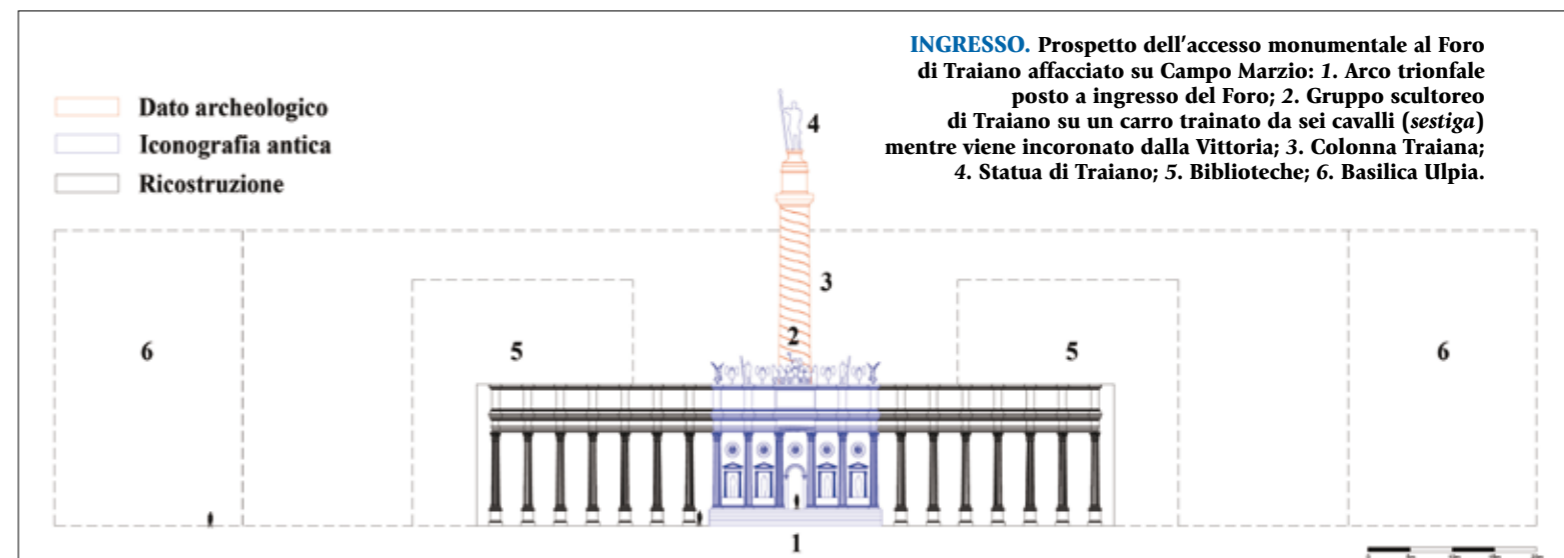 INGRESSO. Prospetto dell’accesso monumentale al Foro
di Traiano affacciato su Campo Marzio: 1. Arco trionfale
posto a ingresso del Foro; 2. Gruppo scultoreo
di Traiano su un carro trainato da sei cavalli (sestiga)
mentre viene incoronato dalla Vittoria; 3. Colonna Traiana;
4. Statua di Traiano; 5. Biblioteche; 6. Basilica Ulpia.
Dato archeologico
Iconografia antica
Ricostruzione
4
3
2
6
5
5
6
1